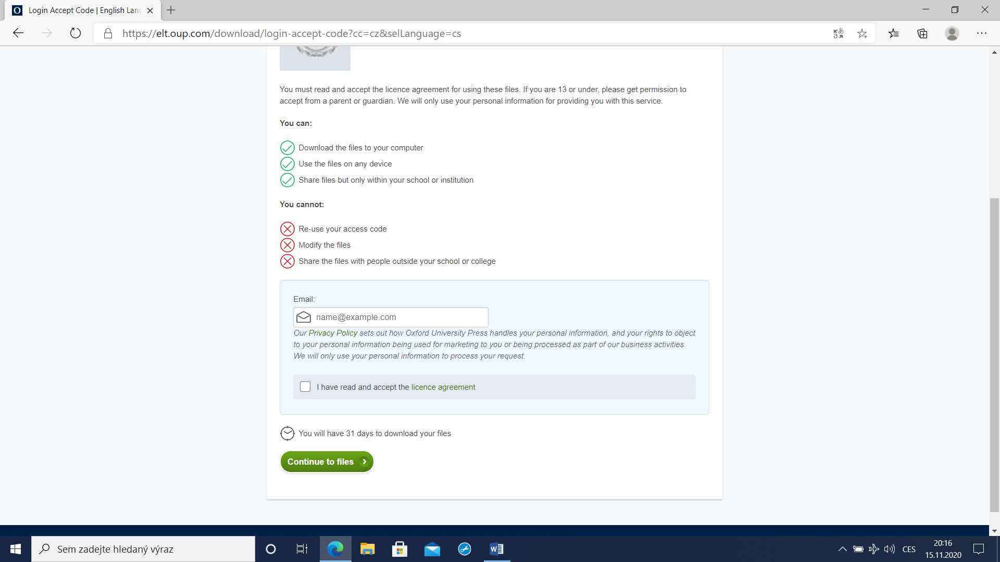 Login Accept Code | English Lang
https://elt.oup.com/download/login-accept-code?cc=cz&selLanguage=cs
You must read and accept the licence agreement for using these files. If you are 13 or under, please get permission to
accept from a parent or guardian. We will only use your personal information for providing you with this service.
You can:
Download the files to your computer
Use the files on any device
Share files but only within your school or institution
You cannot:
Re-use your access code
Modify the files
Share the files with people outside your school or college
Email:
name@example.com
Our Privacy Policy sets out how Oxford University Press handles your personal information, and your rights to object
to your personal information being used for marketing to you or being processed as part of our business activities.
We will only use your personal information to process your request.
I have read and accept the licence agreement
You will have 31 days to download your files
Continue to files
Sem zadejte hledaný výraz
CES
20:16
15.11.2020